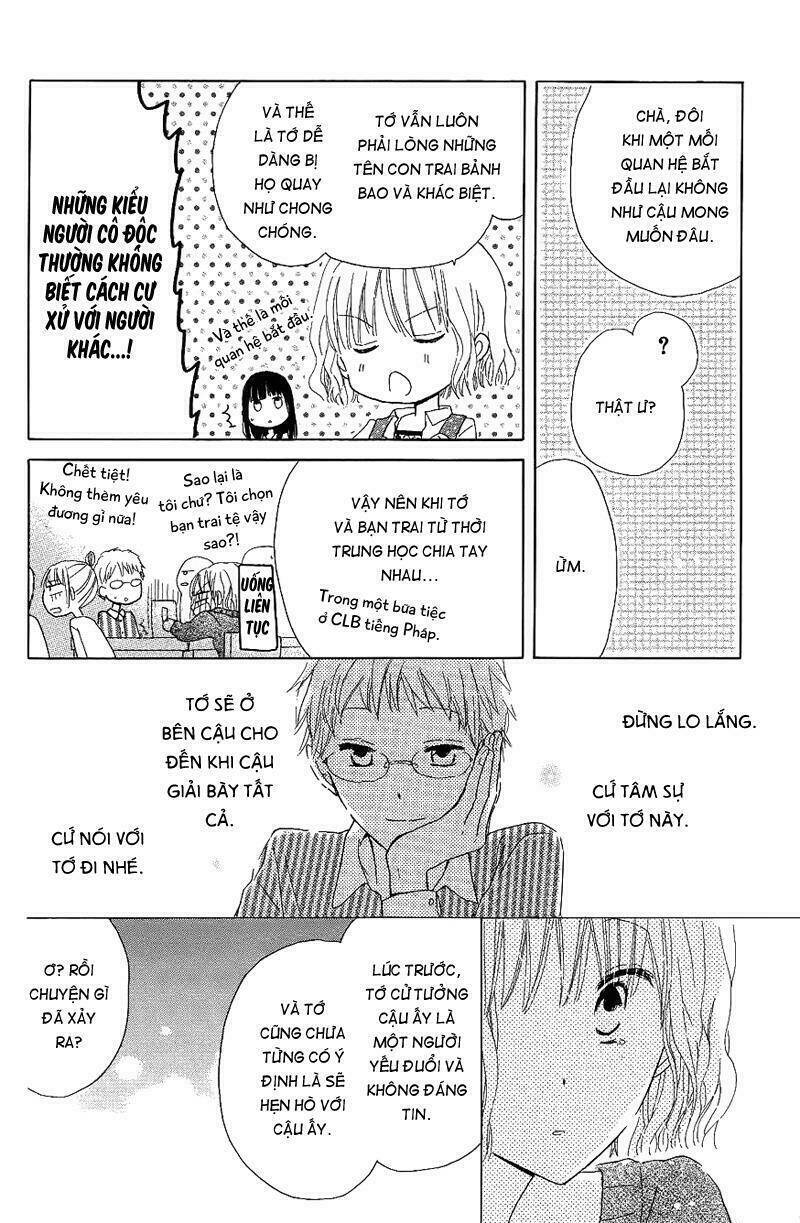 CHÀ, ĐÔI
KHI MỘT MỐI
QUAN HỆ BẮT
ĐẦU LẠI KHÔNG
NHƯ CẬU MONG
MUỐN ĐÂU.
?
THẬT Ư?
ỪM.
TỚ VẪN LUÔN
PHẢI LÒNG NHỮNG
TÊN CON TRAI BẢNH
BAO VÀ KHÁC BIỆT.
VÀ THẾ
LÀ TỚ DỄ
DÀNG BỊ
HỌ QUAY
NHƯ CHONG
CHÓNG.
Và thế là mối
quan hệ bắt đầu.
NHỮNG KIỂU
NGƯỜI CÔ ĐỘC
THƯỜNG KHÔNG
BIẾT CÁCH CƯ
XỬ VỚI NGƯỜI
KHÁC...!
VẬY NÊN KHI TỚ
VÀ BẠN TRAI TỪ THỜI
TRUNG HỌC CHIA TAY
NHAU...
Trong một bữa tiệc
ở CLB tiếng Pháp.
Sao lại là
tôi chứ? Tôi chọn
bạn trai tệ vậy
sao?!
UỐNG
LIÊN
TỤC
Chết tiệt!
Không thèm yêu
đương gì nữa!
ĐỪNG LO LẮNG.
CỨ TÂM SỰ
VỚI TỚ NÀY.
TỚ SẼ Ở
BÊN CẬU CHO
ĐẾN KHI CẬU
GIẢI BÀY TẤT
CẢ.
CỨ NÓI VỚI
TỚ ĐI NHÉ.
LÚC TRƯỚC,
TỚ CỨ TƯỞNG
CẬU ẤY LÀ
MỘT NGƯỜI
YẾU ĐUỐI VÀ
KHÔNG ĐÁNG
TIN.
VÀ TỚ
CŨNG CHƯA
TỪNG CÓ Ý
ĐỊNH LÀ SẼ
HẸN HÒ VỚI
CẬU ẤY.
Ơ? RỒI
CHUYỆN GÌ
ĐÃ XẢY
RA?